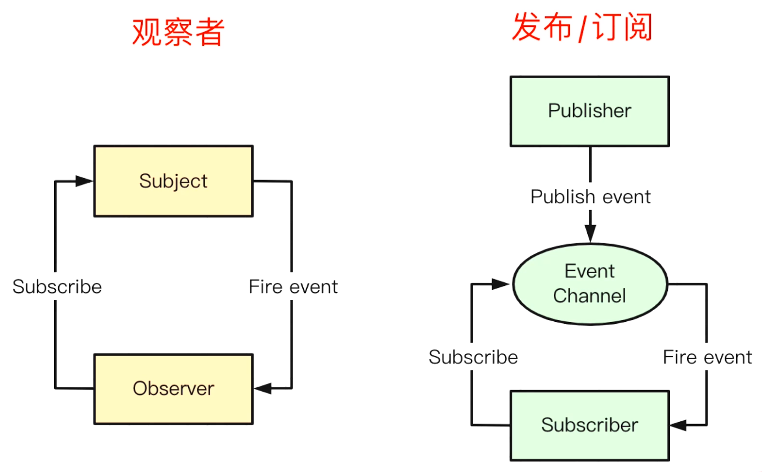 观察者
Subject
Subscribe
Fire event
Observer
发布/订阅
Publisher
Publish event
Event
Channel
Subscribe
Fire event
Subscriber